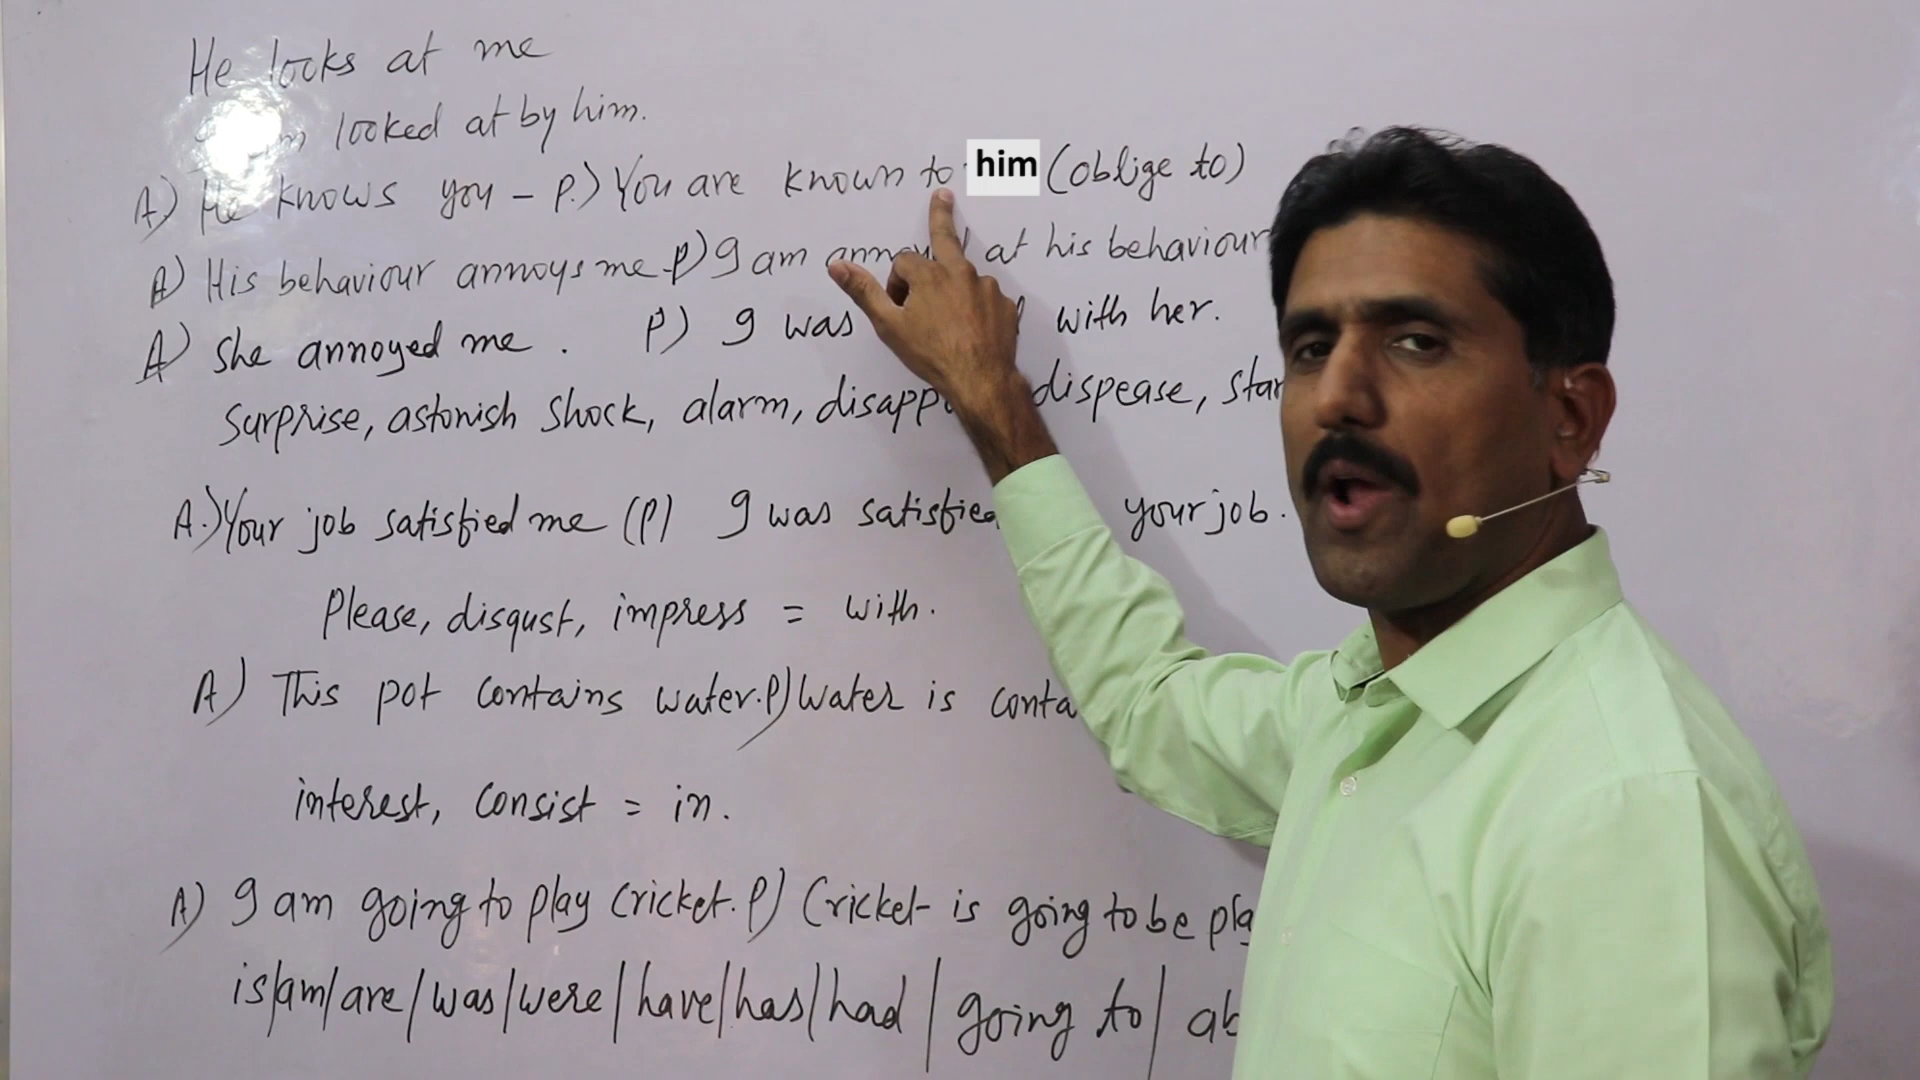 He looks at me
looked at by him.
A) He knows you - P.) You are known to him (oblige to)
A) His behaviour annoys me. P) I am annoyed at his behaviour
A) She annoyed me. P) I was with her.
surprise, astonish shock, alarm, disappo dispease, star
A.) Your job satisfied me (P) I was satisfied your job.
Please, disgust, impress = with.
A) This pot contains water. P) Water is conta
interest, consist = in.
A) I am going to play cricket. P) Cricket is going to be pla
is/am/are/was/were/have/has/had/going to/ab